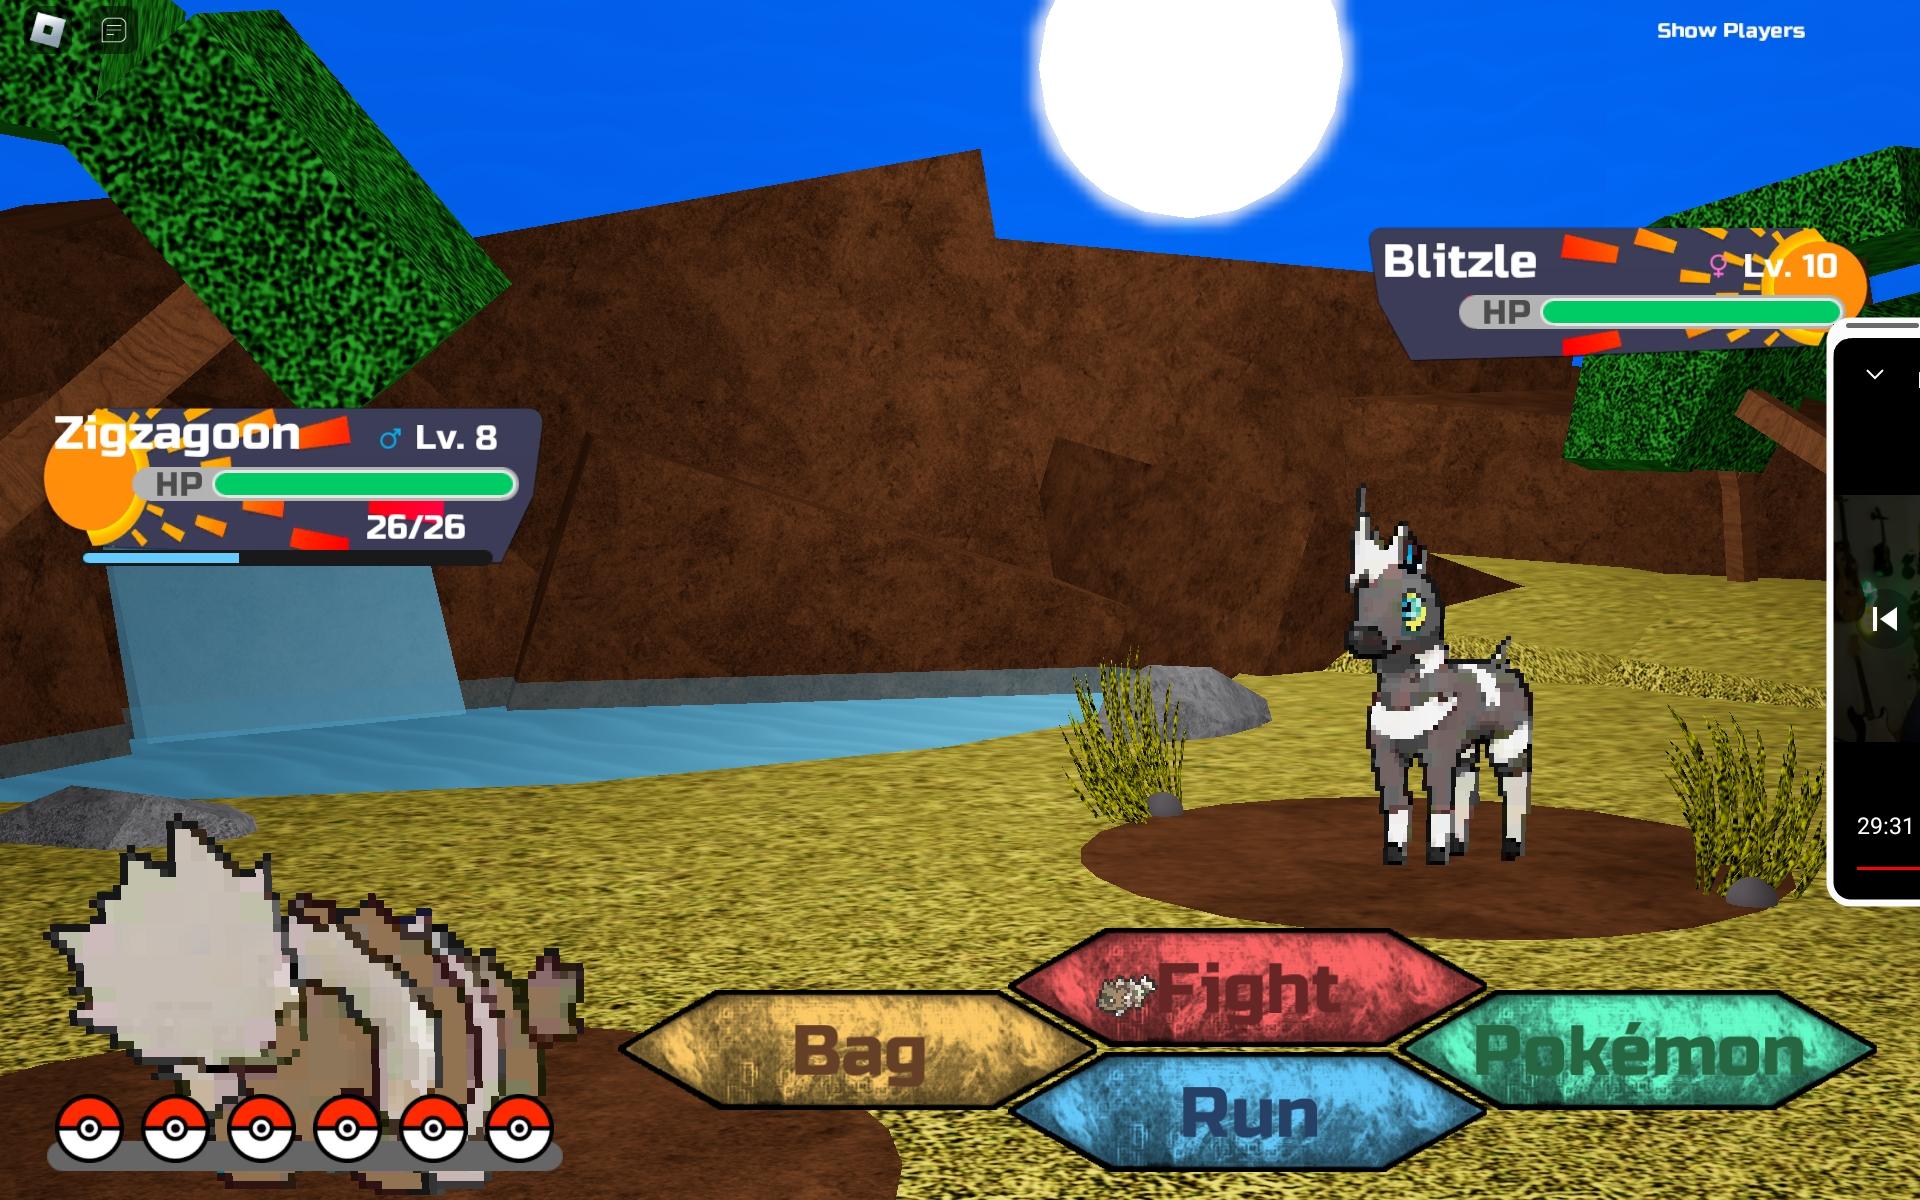 Show Players
Blitzle ♀ Lv. 10
HP
Zigzagoon ♂ Lv. 8
HP
26/26
29:31
Fight
Bag
Pokémon
Run